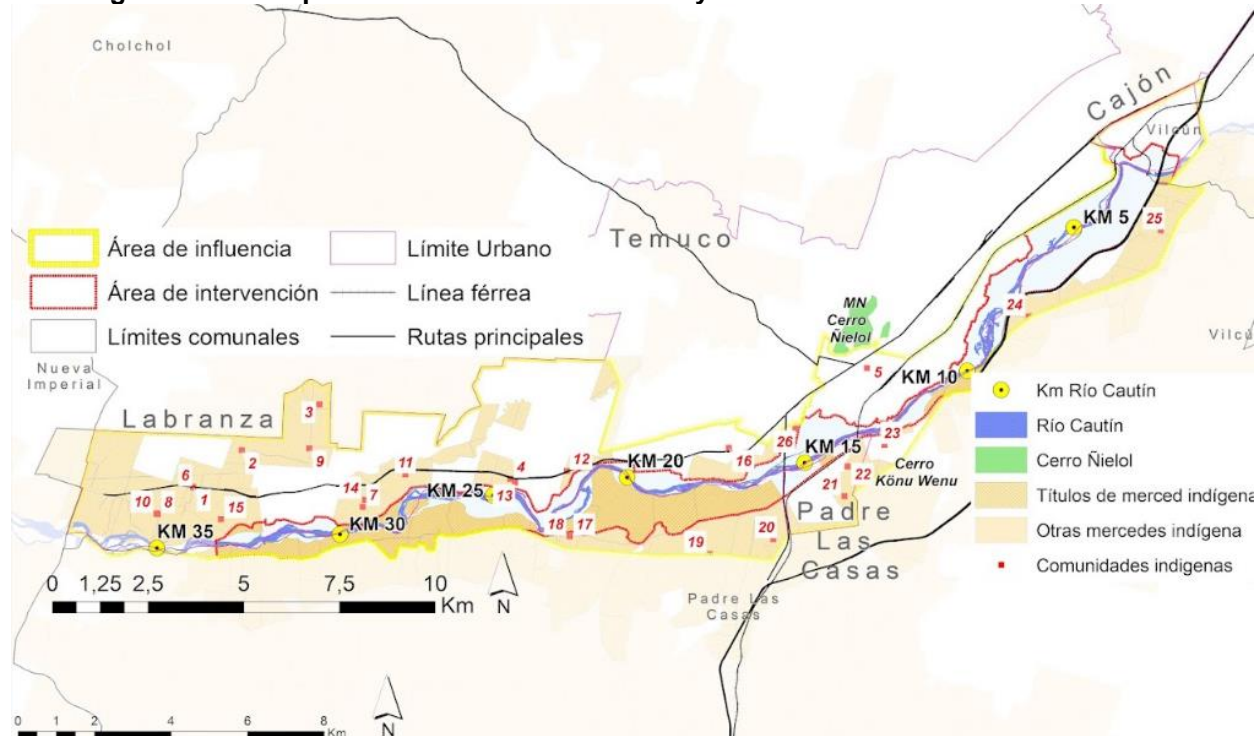 Cholchol
Cajón
Vilcún
KM 5
25
Temuco
Área de influencia
Límite Urbano
Área de intervención
Línea férrea
Límites comunales
Rutas principales
24
MN
Cerro
Ñielol
Vilcú
Nueva
Imperial
5
KM 10
Km Río Cautín
Labranza
3
Río Cautín
26
KM 15
23
Cerro Ñielol
2
9
11
4
12
KM 20
16
Cerro
Könu Wenu
22
6
14
KM 25
13
21
Títulos de merced indígena
10
8
1
15
7
Padre
Las
Casas
Otras mercedes indígena
KM 35
KM 30
18
17
19
20
Comunidades indigenas
0 1,25 2,5 5 7,5 10
Km
N
Padre Las
Casas
0 1 2 4 6 8
Km
N